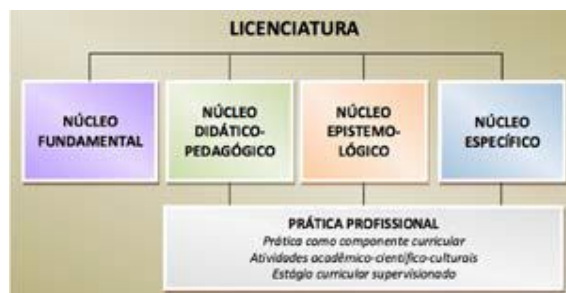 LICENCIATURA
NÚCLEO
FUNDAMENTAL
NÚCLEO
DIDÁTICO-
PEDAGÓGICO
NÚCLEO
EPISTEMO-
LÓGICO
NÚCLEO
ESPECÍFICO
PRÁTICA PROFISSIONAL
Prática como componente curricular
Atividades acadêmico-científico-culturais
Estágio curricular supervisionado